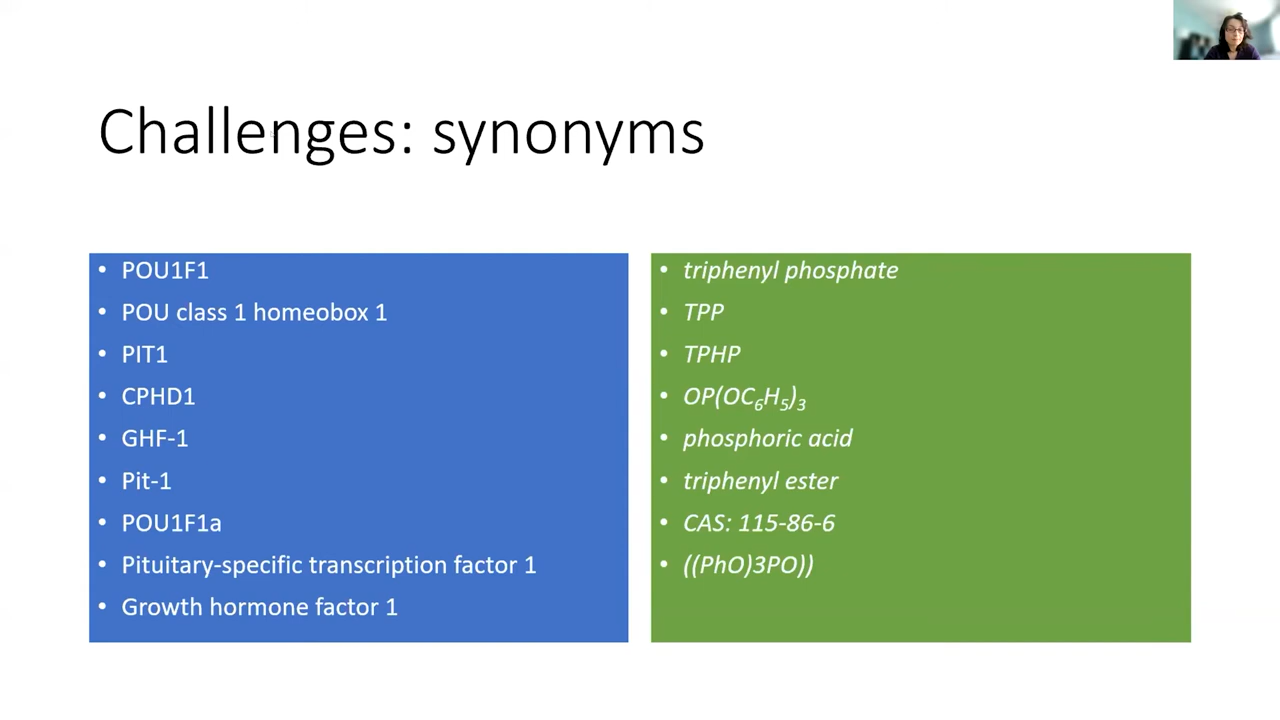 Challenges: synonyms
• POU1F1
• POU class 1 homeobox 1
• PIT1
• CPHD1
• GHF-1
• Pit-1
• POU1F1a
• Pituitary-specific transcription factor 1
• Growth hormone factor 1
• triphenyl phosphate
• TPP
• TPHP
• OP(OC₆H₅)₃
• phosphoric acid
• triphenyl ester
• CAS: 115-86-6
• ((PhO)3PO))